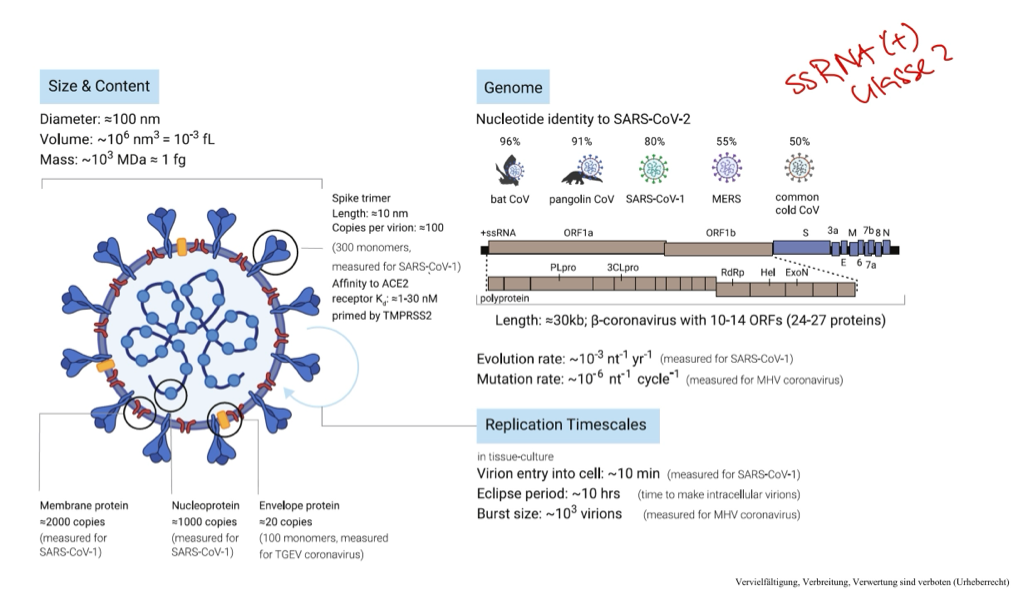 ssRNA (+)
Classe 2
Size & Content
Diameter: ≈100 nm
Volume: ~10⁶ nm³ = 10⁻³ fL
Mass: ~10³ MDa ≈ 1 fg
Spike trimer
Length: ≈10 nm
Copies per virion: ≈100
(300 monomers,
measured for SARS-CoV-1)
Affinity to ACE2
receptor K_d: ≈1-30 nM
primed by TMPRSS2
Membrane protein
≈2000 copies
(measured for
SARS-CoV-1)
Nucleoprotein
≈1000 copies
(measured for
SARS-CoV-1)
Envelope protein
≈20 copies
(100 monomers, measured
for TGEV coronavirus)
Genome
Nucleotide identity to SARS-CoV-2
96% 91% 80% 55% 50%
bat CoV pangolin CoV SARS-CoV-1 MERS common
cold CoV
+ssRNA ORF1a ORF1b S 3a M 7b 8 N
E 6 7a
PLpro 3CLpro RdRp Hel ExoN
polyprotein
Length: ≈30kb; β-coronavirus with 10-14 ORFs (24-27 proteins)
Evolution rate: ~10⁻³ nt⁻¹ yr⁻¹ (measured for SARS-CoV-1)
Mutation rate: ~10⁻⁶ nt⁻¹ cycle⁻¹ (measured for MHV coronavirus)
Replication Timescales
in tissue-culture
Virion entry into cell: ~10 min (measured for SARS-CoV-1)
Eclipse period: ~10 hrs (time to make intracellular virions)
Burst size: ~10³ virions (measured for MHV coronavirus)
Vervielfältigung, Verbreitung, Verwertung sind verboten (Urheberrecht)